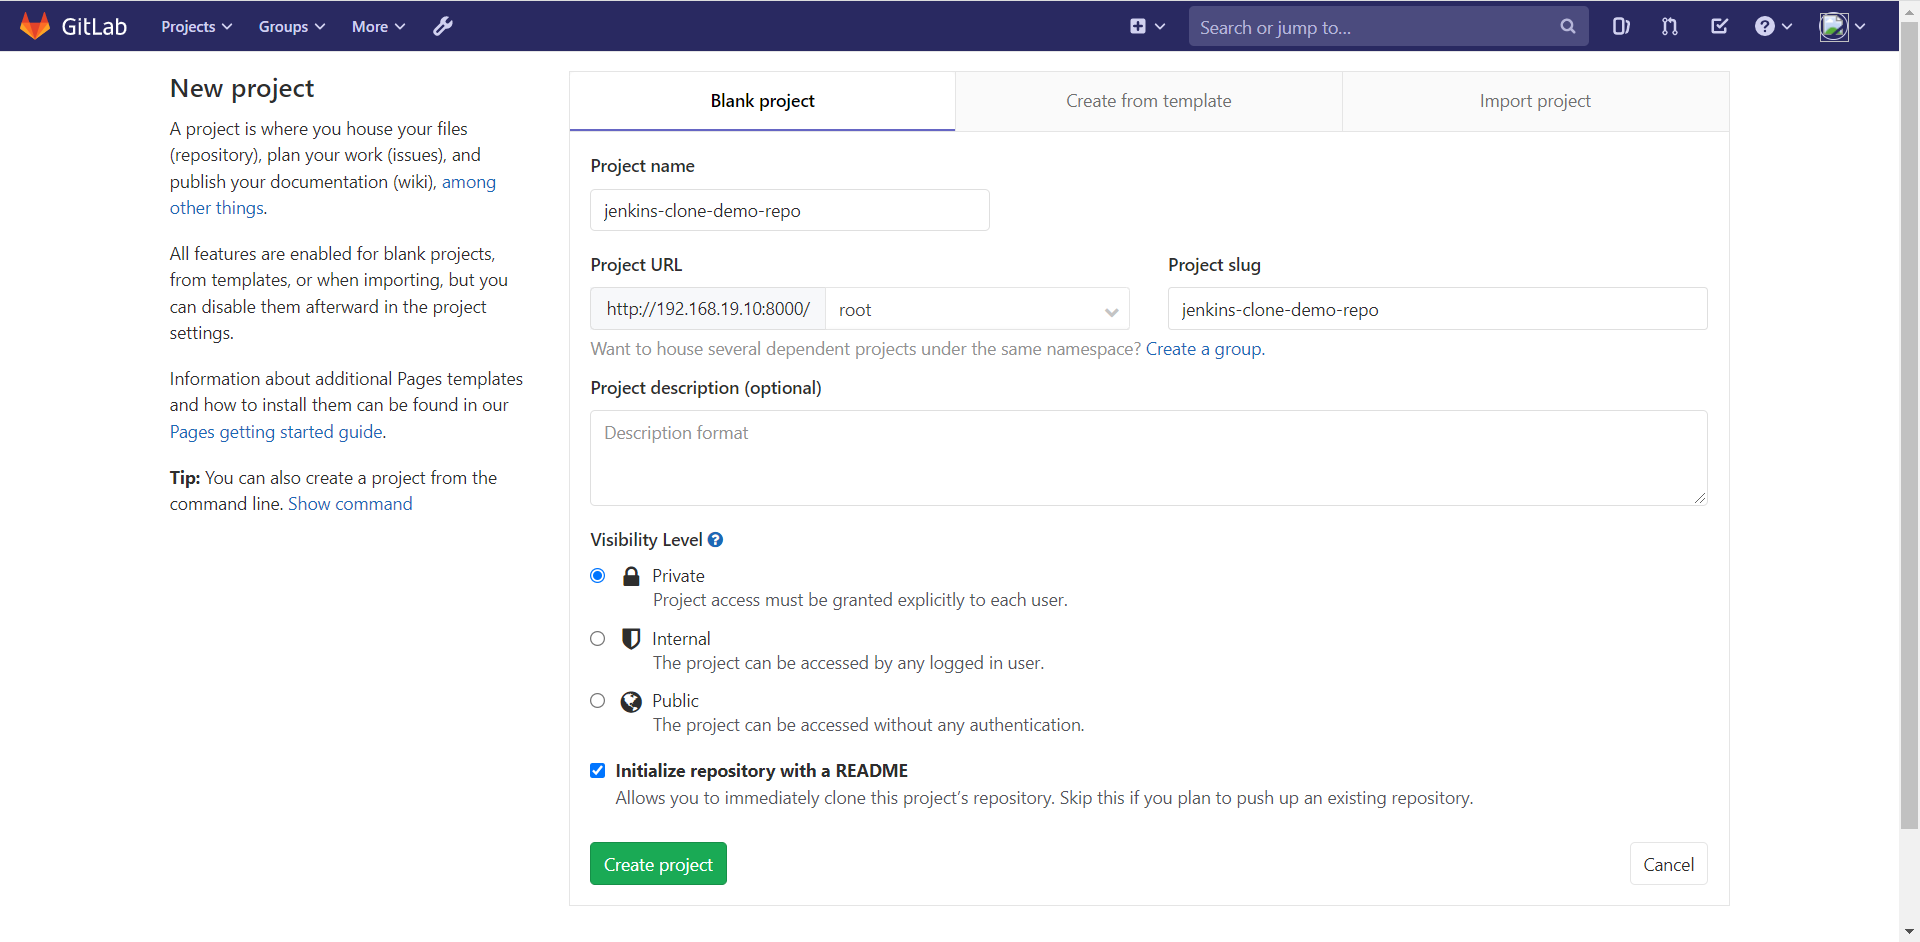 GitLab
Projects
Groups
More
Search or jump to...
New project
A project is where you house your files
(repository), plan your work (issues), and
publish your documentation (wiki), among
other things.
All features are enabled for blank projects,
from templates, or when importing, but you
can disable them afterward in the project
settings.
Information about additional Pages templates
and how to install them can be found in our
Pages getting started guide.
Tip: You can also create a project from the
command line. Show command
Blank project
Create from template
Import project
Project name
jenkins-clone-demo-repo
Project URL
http://192.168.19.10:8000/
root
Project slug
jenkins-clone-demo-repo
Want to house several dependent projects under the same namespace? Create a group.
Project description (optional)
Description format
Visibility Level
Private
Project access must be granted explicitly to each user.
Internal
The project can be accessed by any logged in user.
Public
The project can be accessed without any authentication.
Initialize repository with a README
Allows you to immediately clone this project’s repository. Skip this if you plan to push up an existing repository.
Create project
Cancel